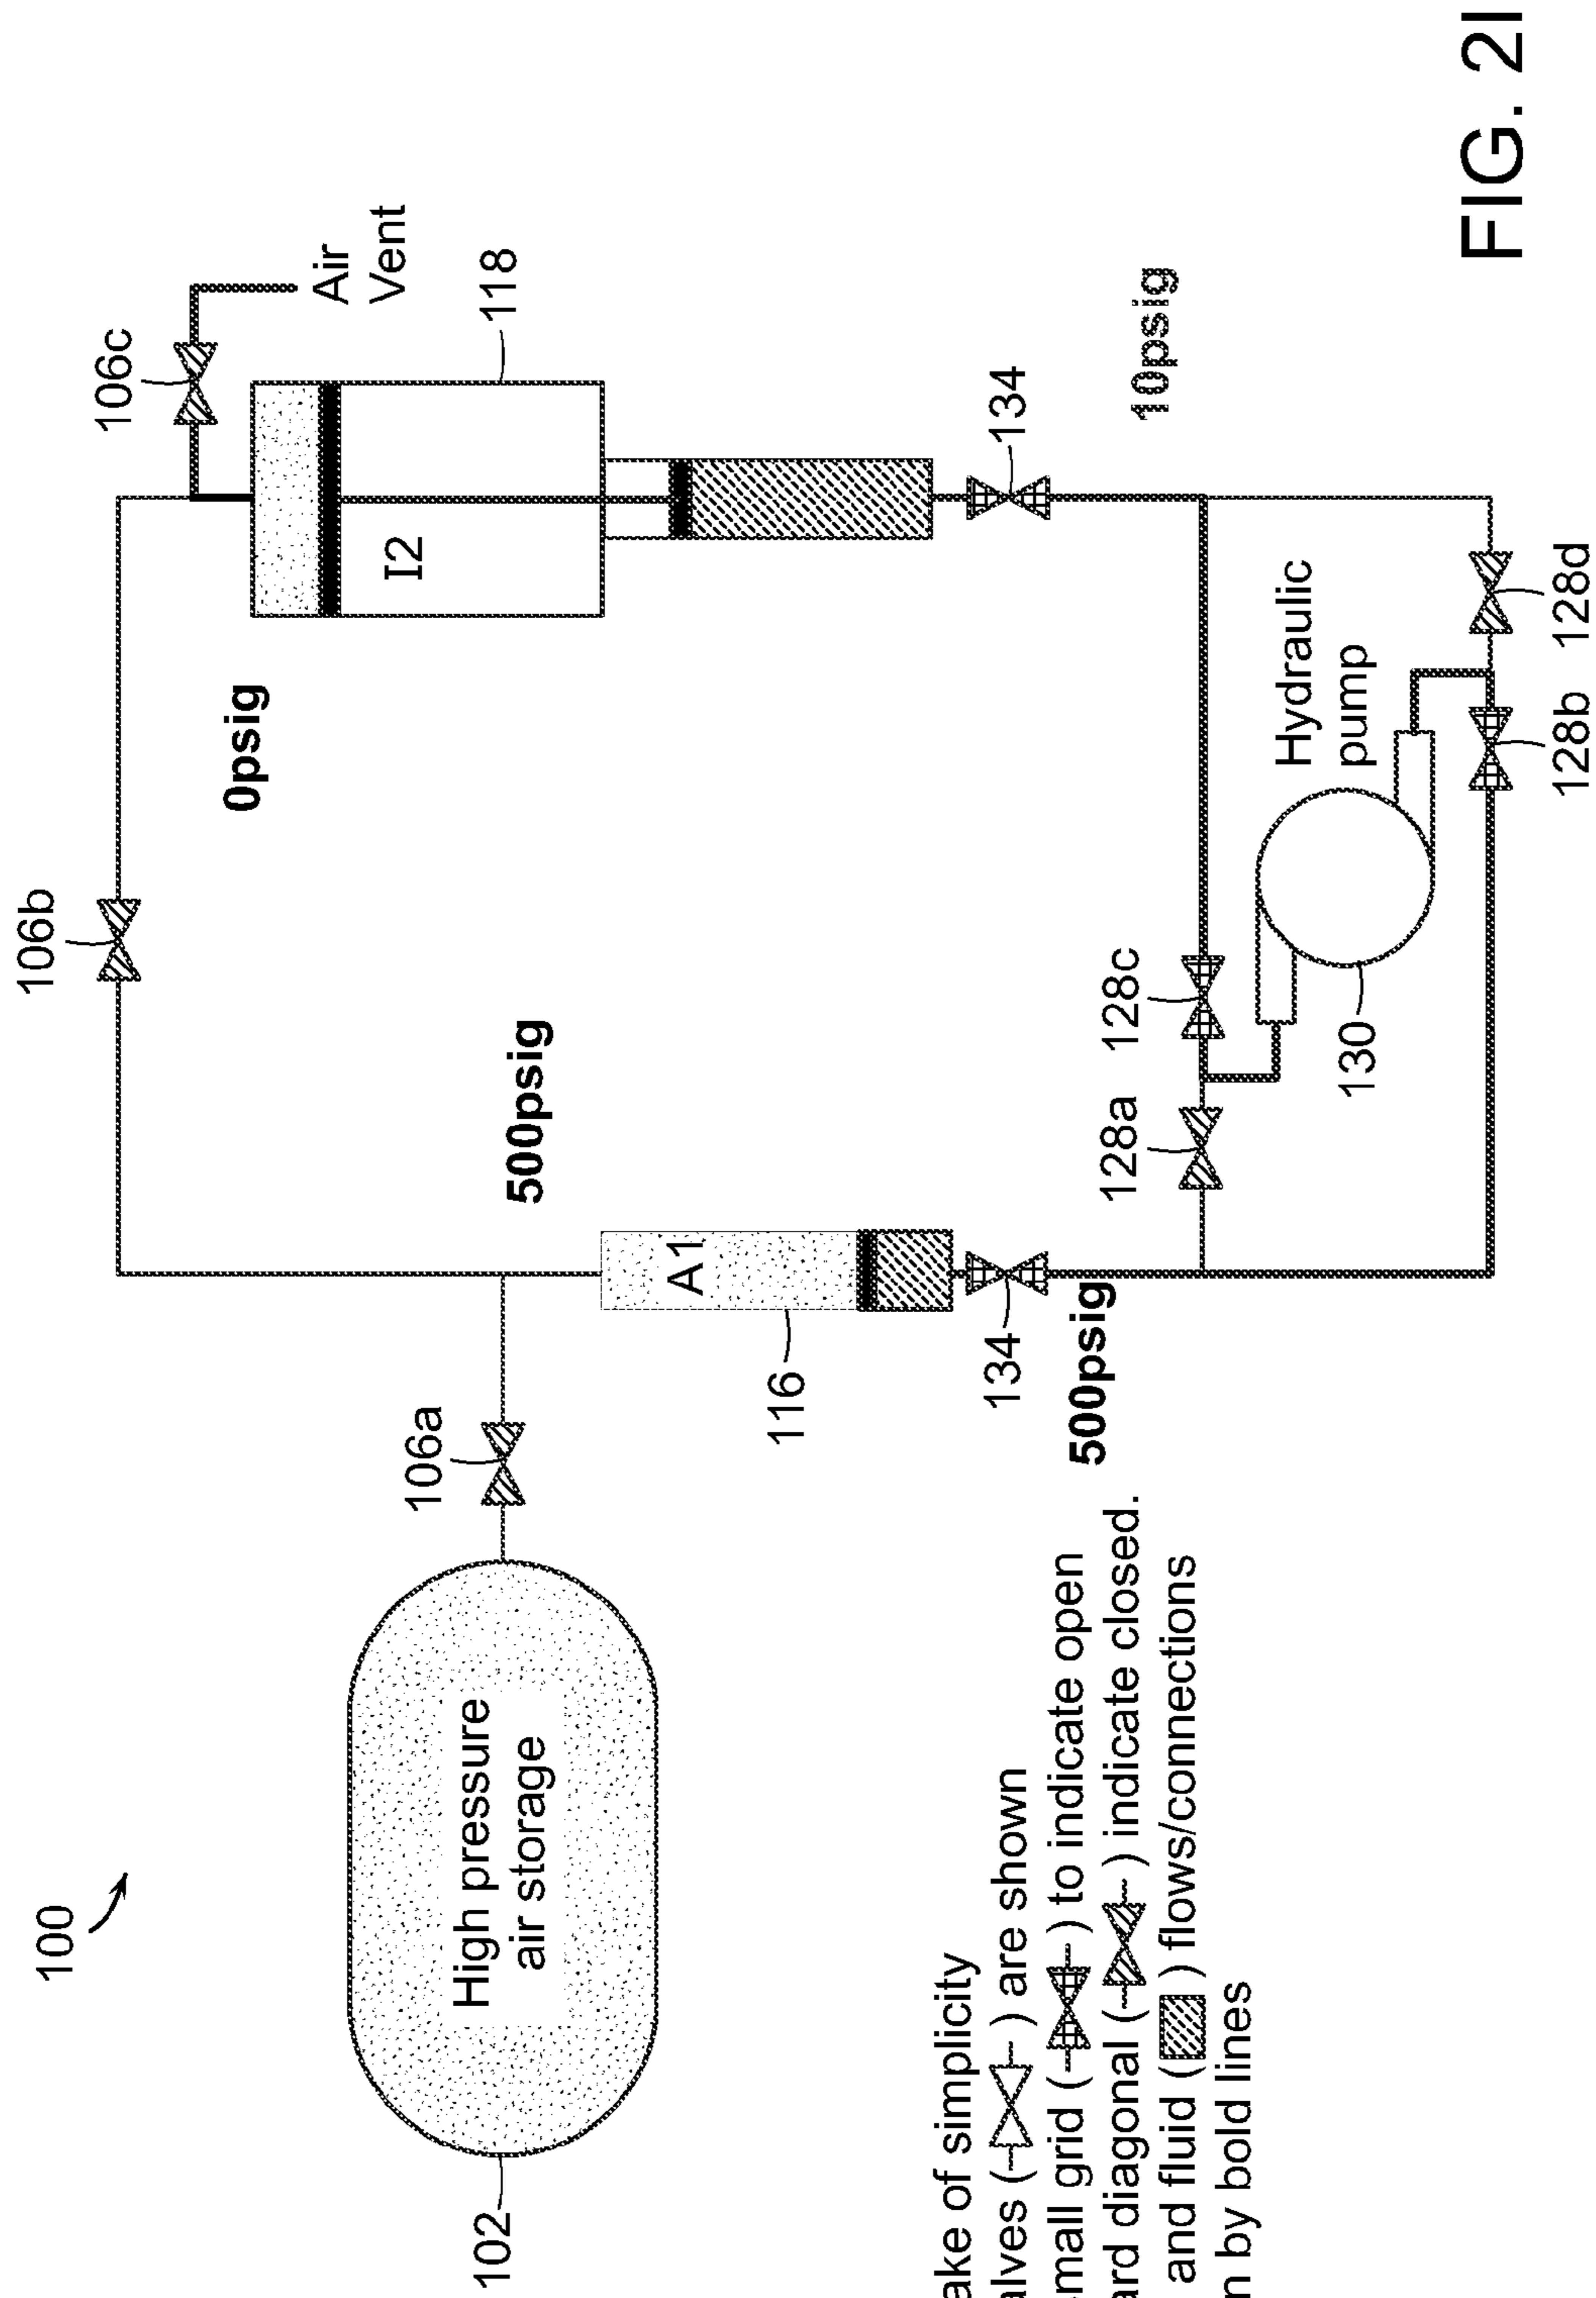 100
102
High pressure
air storage
106a
106b
106c
Air
Vent
0psig
500psig
I2
118
A1
116
134
134
500psig
10psig
128a
128c
Hydraulic
pump
130
128b
128d
ake of simplicity
alves ( ) are shown
mall grid ( ) to indicate open
ard diagonal ( ) indicate closed.
and fluid ( ) flows/connections
n by bold lines
FIG. 2I